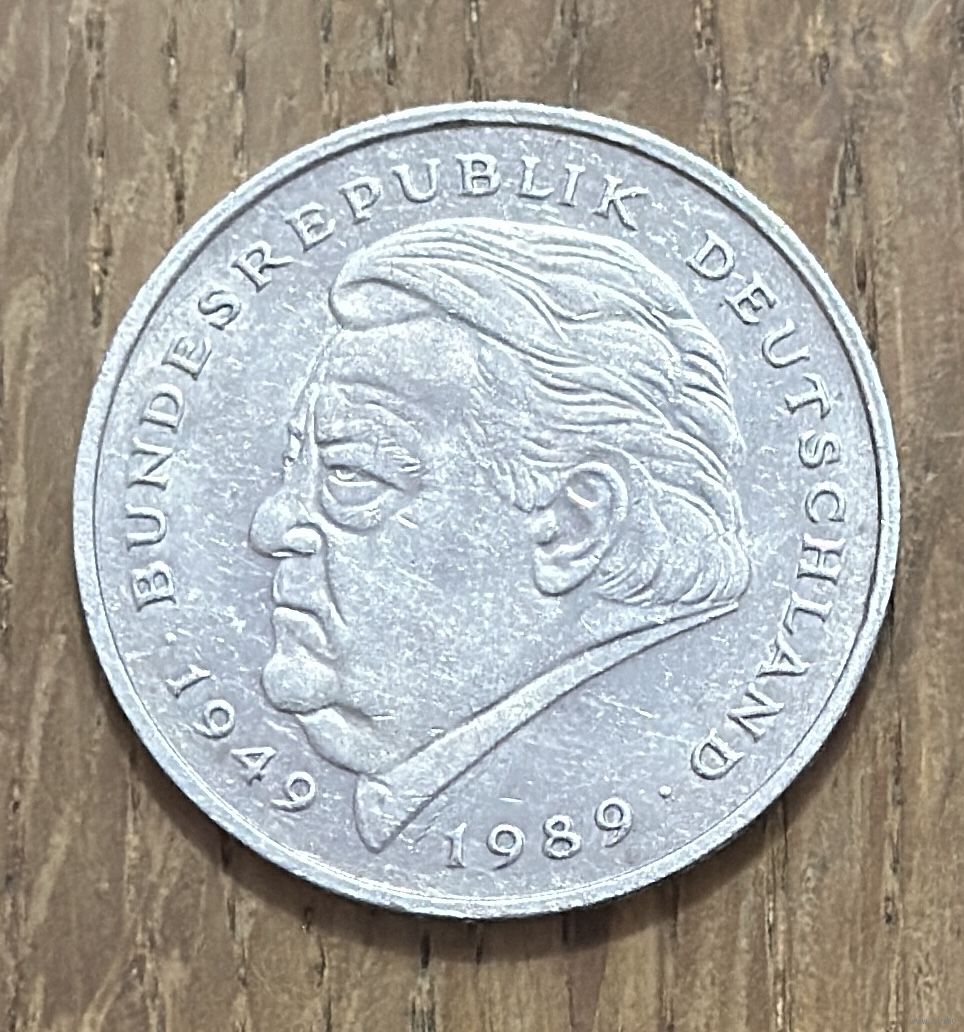 BUNDESREPUBLIK DEUTSCHLAND ·
1949 1989